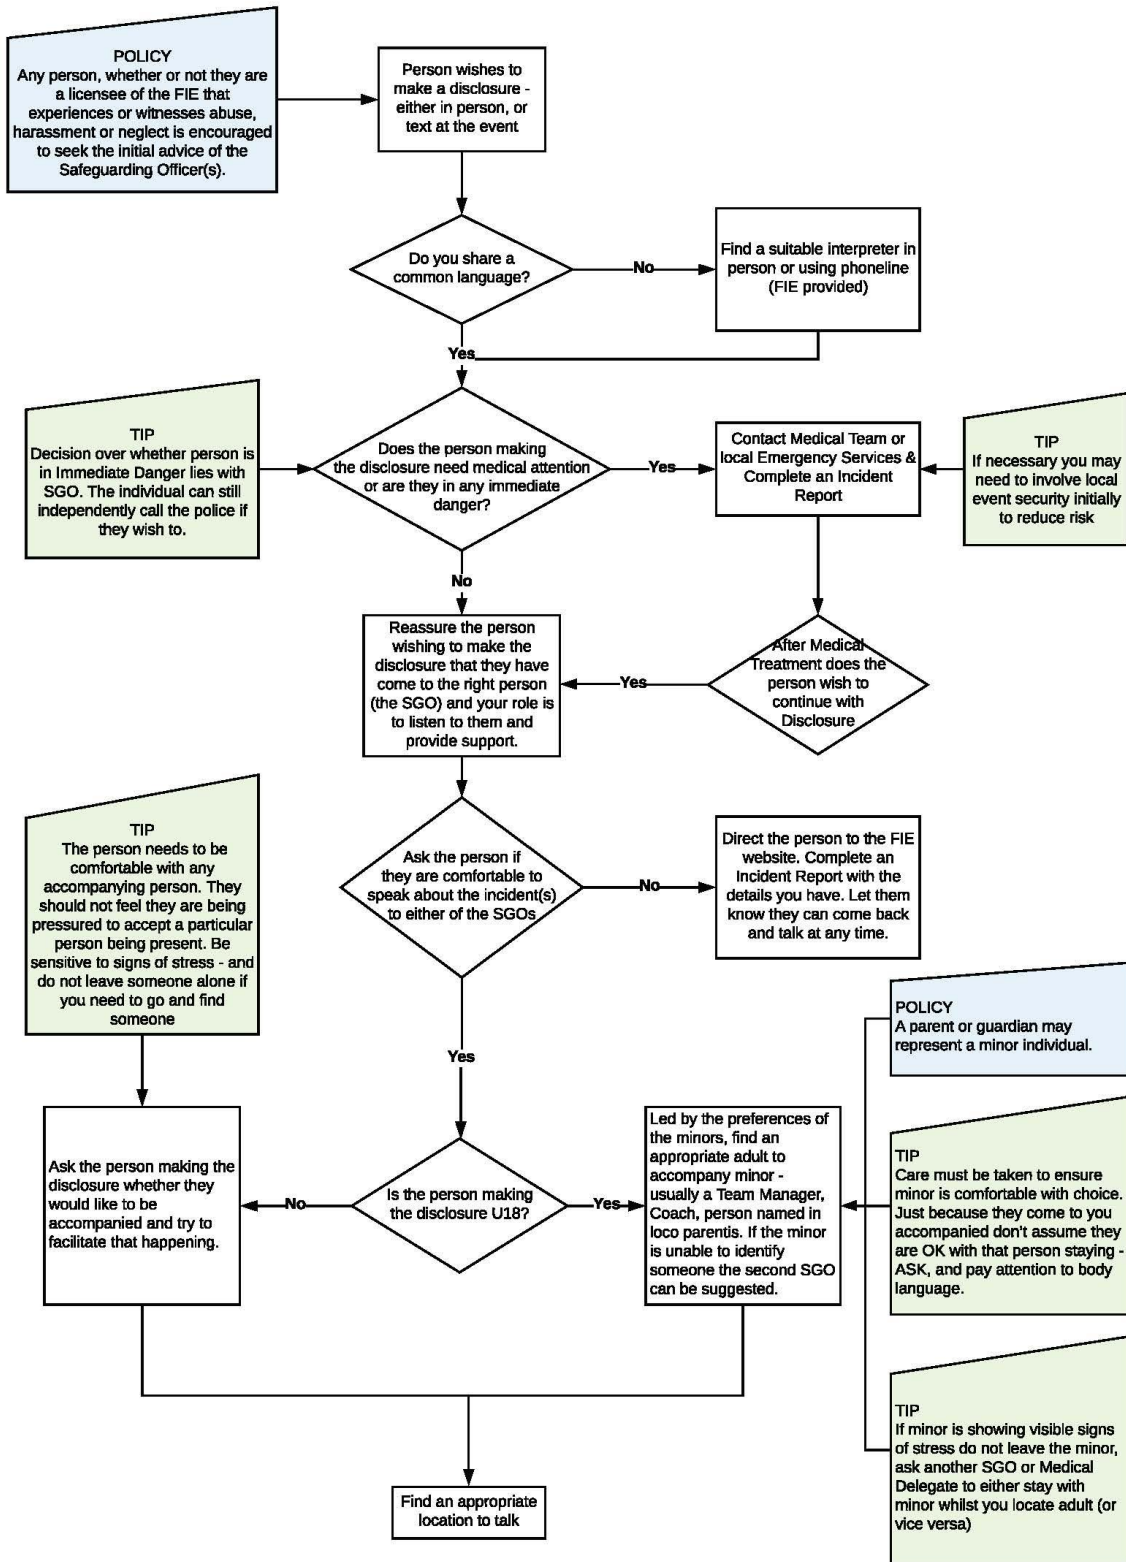 POLICY
Any person, whether or not they are
a licensee of the FIE that
experiences or witnesses abuse,
harassment or neglect is encouraged
to seek the initial advice of the
Safeguarding Officer(s).
Person wishes to
make a disclosure -
either in person, or
text at the event
Do you share a
common language?
No
Find a suitable interpreter in
person or using phoneline
(FIE provided)
Yes
TIP
Decision over whether person is
in Immediate Danger lies with
SGO. The individual can still
independently call the police if
they wish to.
Does the person making
the disclosure need medical attention
or are they in any immediate
danger?
Yes
Contact Medical Team or
local Emergency Services &
Complete an Incident
Report
TIP
If necessary you may
need to involve local
event security initially
to reduce risk
No
Reassure the person
wishing to make the
disclosure that they have
come to the right person
(the SGO) and your role is
to listen to them and
provide support.
Yes
After Medical
Treatment does the
person wish to
continue with
Disclosure
TIP
The person needs to be
comfortable with any
accompanying person. They
should not feel they are being
pressured to accept a particular
person being present. Be
sensitive to signs of stress - and
do not leave someone alone if
you need to go and find
someone
Ask the person if
they are comfortable to
speak about the incident(s)
to either of the SGOs
No
Direct the person to the FIE
website. Complete an
Incident Report with the
details you have. Let them
know they can come back
and talk at any time.
Yes
POLICY
A parent or guardian may
represent a minor individual.
Ask the person making the
disclosure whether they
would like to be
accompanied and try to
facilitate that happening.
No
Is the person making
the disclosure U18?
Yes
Led by the preferences of
the minors, find an
appropriate adult to
accompany minor -
usually a Team Manager,
Coach, person named in
loco parentis. If the minor
is unable to identify
someone the second SGO
can be suggested.
TIP
Care must be taken to ensure
minor is comfortable with choice.
Just because they come to you
accompanied don't assume they
are OK with that person staying -
ASK, and pay attention to body
language.
TIP
If minor is showing visible signs
of stress do not leave the minor,
ask another SGO or Medical
Delegate to either stay with
minor whilst you locate adult (or
vice versa)
Find an appropriate
location to talk